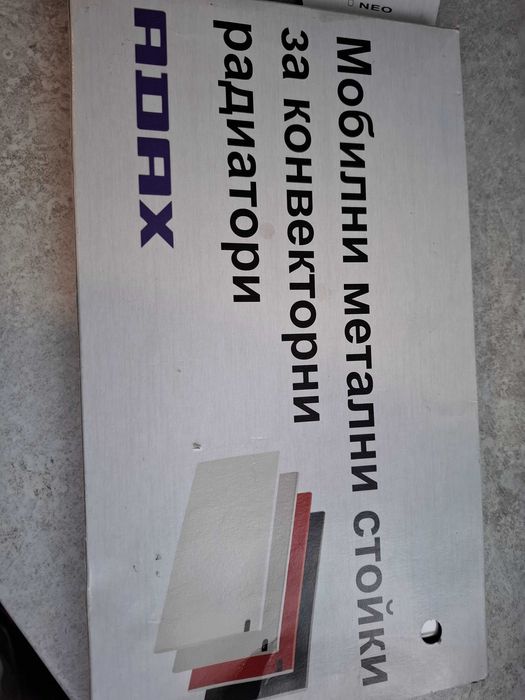 NEO
Мобилни метални стойки
за конвекторни
радиатори
ADAX